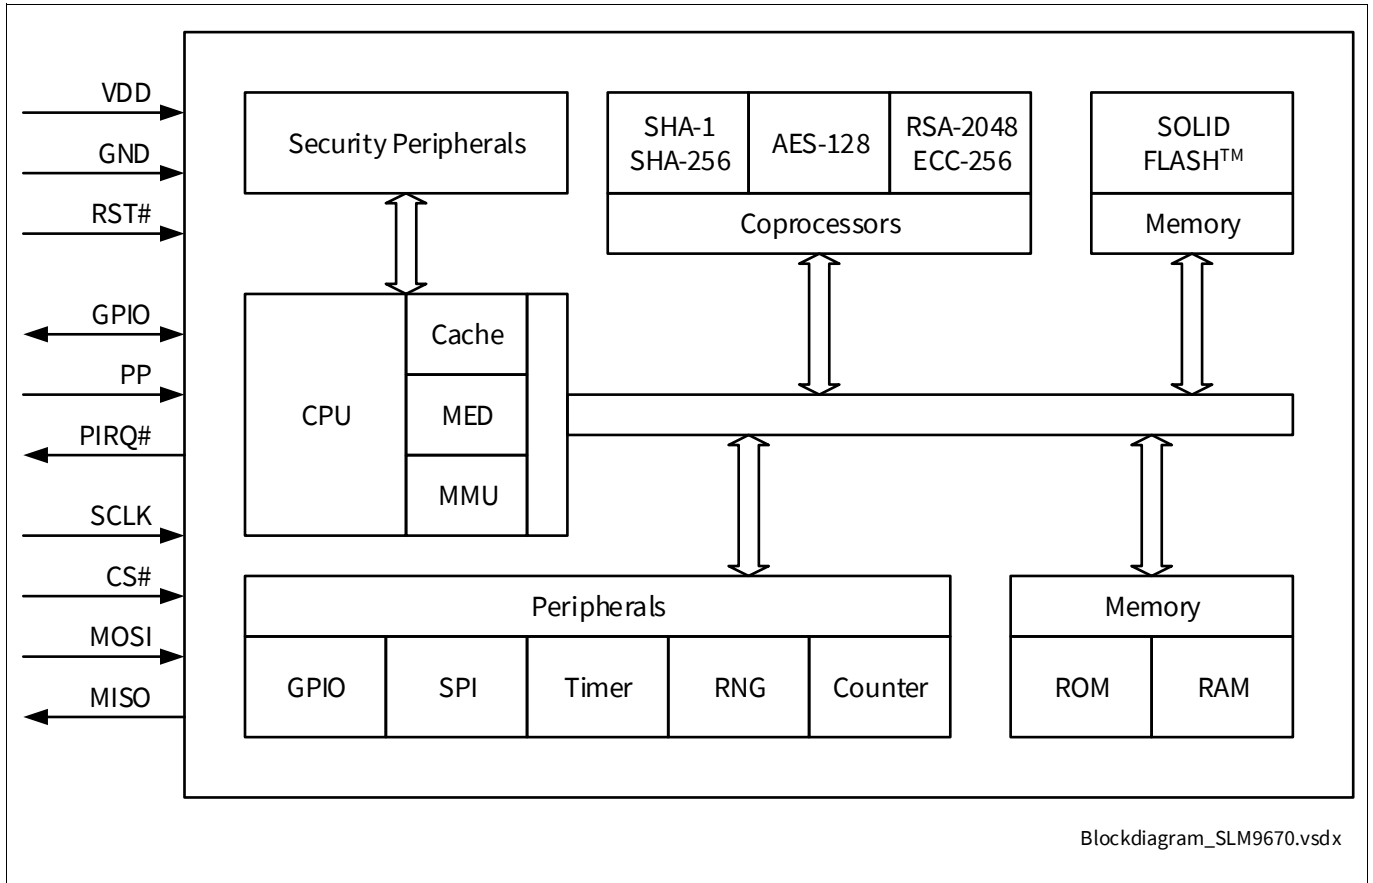 VDD
GND
RST#
GPIO
PP
PIRQ#
SCLK
CS#
MOSI
MISO
Security Peripherals
SHA-1
SHA-256
AES-128
RSA-2048
ECC-256
Coprocessors
SOLID
FLASH™
Memory
CPU
Cache
MED
MMU
Peripherals
GPIO
SPI
Timer
RNG
Counter
Memory
ROM
RAM
Blockdiagram_SLM9670.vsdx